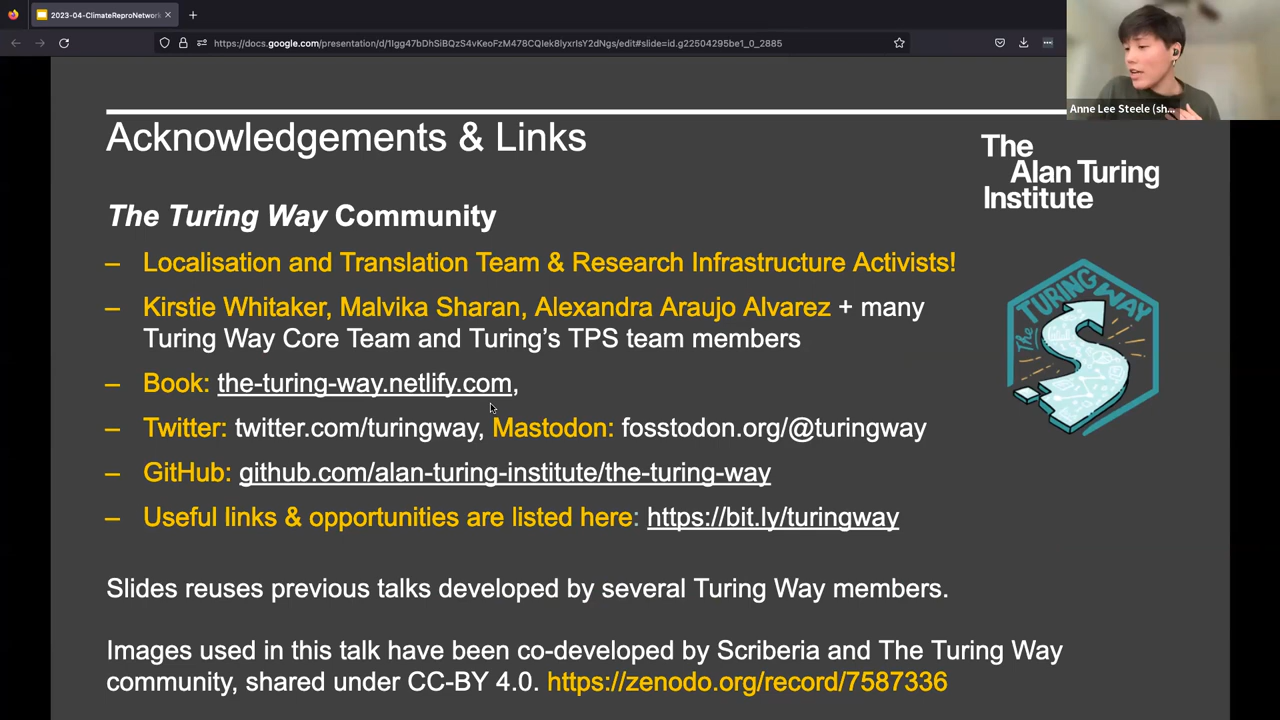 2023-04-ClimateReproNetwork
https://docs.google.com/presentation/d/1Igg47bDhSiBQzS4vKeoFzM478CQIek8lyxrIsY2dNgs/edit#slide=id.g22504295be1_0_2885
Anne Lee Steele (sh...
Acknowledgements & Links
The
Alan Turing
Institute
The Turing Way Community
– Localisation and Translation Team & Research Infrastructure Activists!
– Kirstie Whitaker, Malvika Sharan, Alexandra Araujo Alvarez + many
Turing Way Core Team and Turing’s TPS team members
– Book: the-turing-way.netlify.com,
– Twitter: twitter.com/turingway, Mastodon: fosstodon.org/@turingway
– GitHub: github.com/alan-turing-institute/the-turing-way
– Useful links & opportunities are listed here: https://bit.ly/turingway
The TURING WAY
Slides reuses previous talks developed by several Turing Way members.
Images used in this talk have been co-developed by Scriberia and The Turing Way
community, shared under CC-BY 4.0. https://zenodo.org/record/7587336